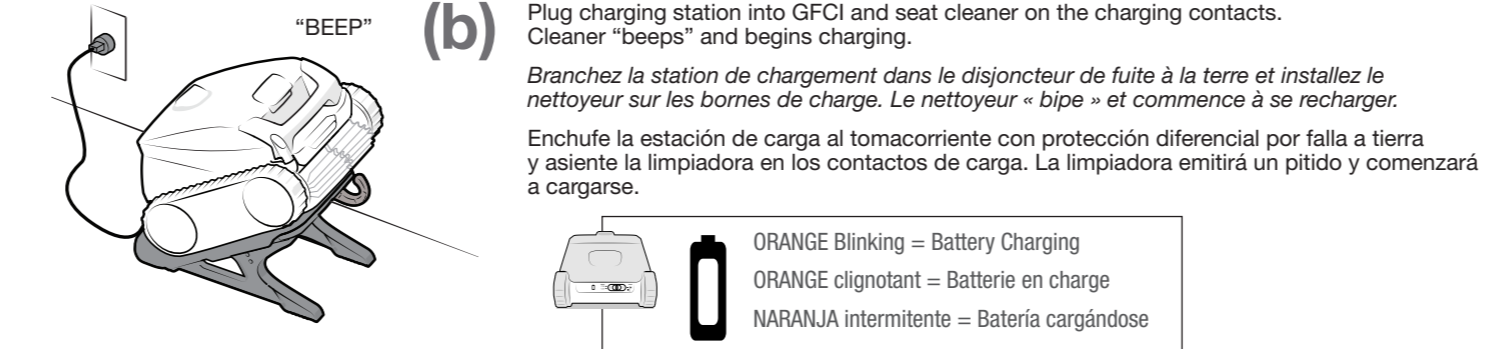 “BEEP”
(b)
Plug charging station into GFCI and seat cleaner on the charging contacts.
Cleaner “beeps” and begins charging.
Branchez la station de chargement dans le disjoncteur de fuite à la terre et installez le
nettoyeur sur les bornes de charge. Le nettoyeur « bipe » et commence à se recharger.
Enchufe la estación de carga al tomacorriente con protección diferencial por falla a tierra
y asiente la limpiadora en los contactos de carga. La limpiadora emitirá un pitido y comenzará
a cargarse.
ORANGE Blinking = Battery Charging
ORANGE clignotant = Batterie en charge
NARANJA intermitente = Batería cargándose